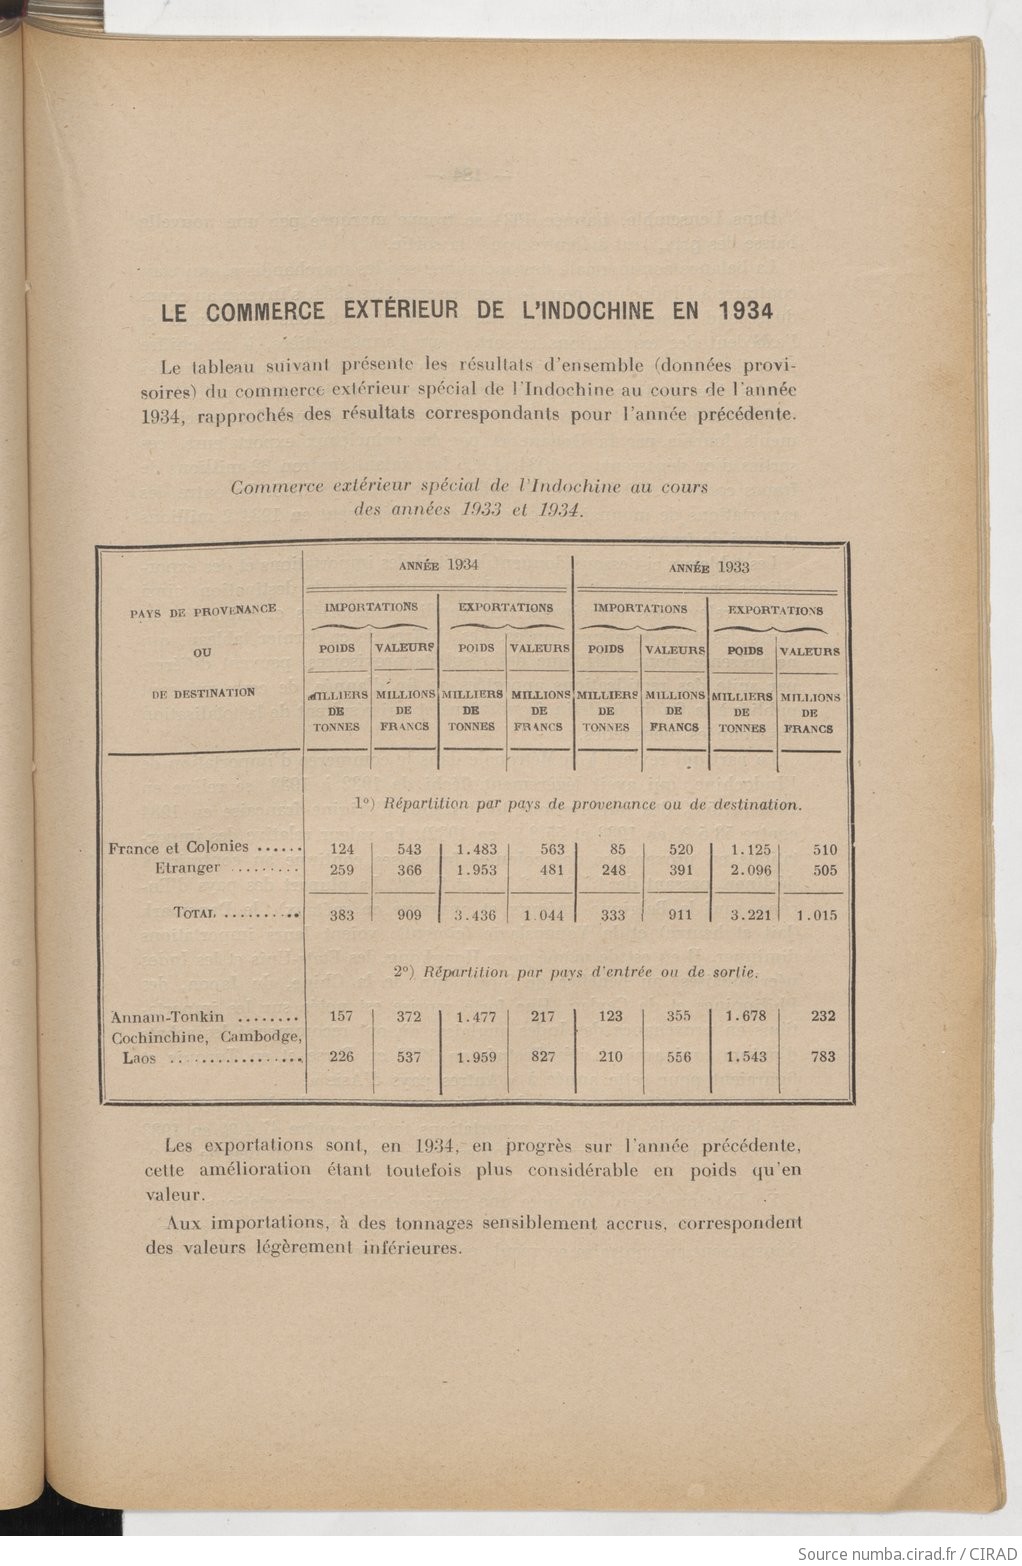 LE COMMERCE EXTÉRIEUR DE L'INDOCHINE EN 1934
Le tableau suivant présente les résultats d'ensemble (données provi-
soires) du commerce extérieur spécial de l'Indochine au cours de l'année
1934, rapprochés des résultats correspondants pour l'année précédente.
Commerce extérieur spécial de l'Indochine au cours
des années 1933 et 1934.
ANNÉE 1934 ANNÉE 1933
PAYS DE PROVENANCE IMPORTATIONS EXPORTATIONS IMPORTATIONS EXPORTATIONS
OU POIDS VALEURS POIDS VALEURS POIDS VALEURS POIDS VALEURS
DE DESTINATION MILLIERS MILLIONS MILLIERS MILLIONS MILLIERS MILLIONS MILLIERS MILLIONS
DE DE DE DE DE DE DE DE
TONNES FRANCS TONNES FRANCS TONNES FRANCS TONNES FRANCS
1º) Répartition par pays de provenance ou de destination.
France et Colonies ...... 124 543 1.483 563 85 520 1.125 510
Etranger ......... 259 366 1.953 481 248 391 2.096 505
TOTAL .......... 383 909 3.436 1.044 333 911 3.221 1.015
2º) Répartition par pays d'entrée ou de sortie.
Annam-Tonkin ........ 157 372 1.477 217 123 355 1.678 232
Cochinchine, Cambodge,
Laos ................. 226 537 1.959 827 210 556 1.543 783
Les exportations sont, en 1934, en progrès sur l'année précédente,
cette amélioration étant toutefois plus considérable en poids qu'en
valeur.
Aux importations, à des tonnages sensiblement accrus, correspondent
des valeurs légèrement inférieures.
Source numba.cirad.fr / CIRAD